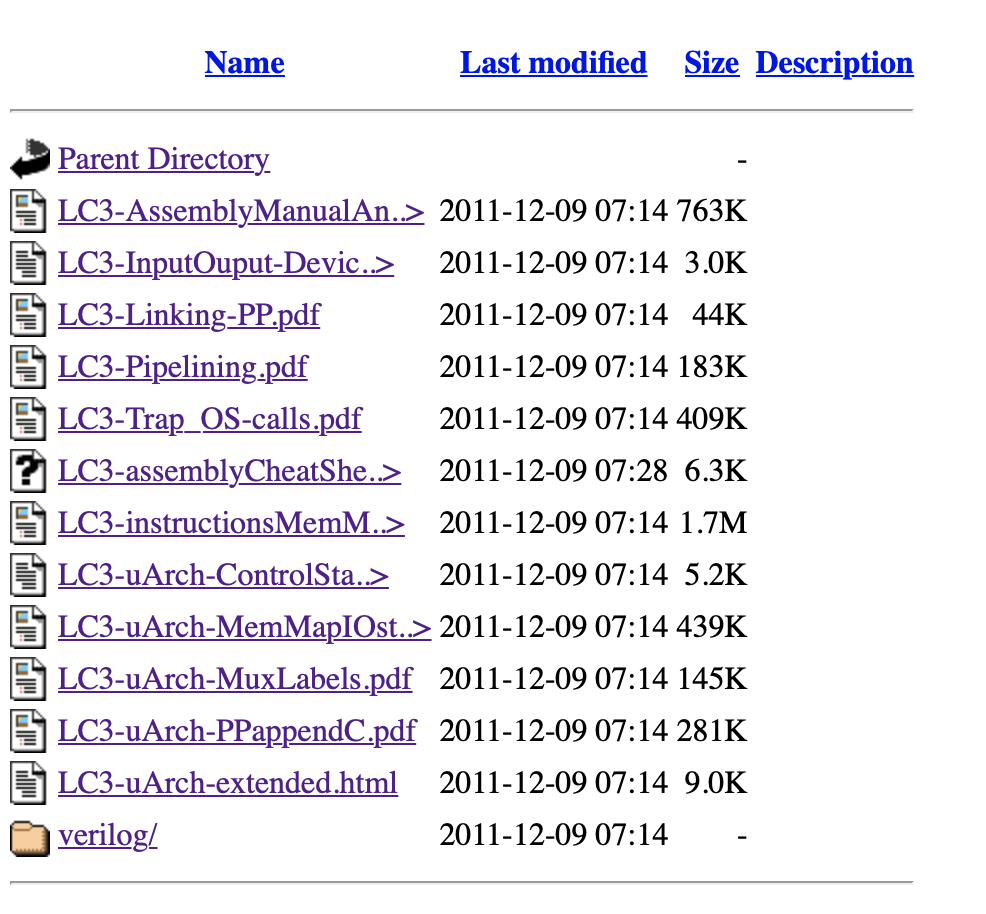 Name Last modified Size Description
Parent Directory -
LC3-AssemblyManualAn..> 2011-12-09 07:14 763K
LC3-InputOuput-Devic..> 2011-12-09 07:14 3.0K
LC3-Linking-PP.pdf 2011-12-09 07:14 44K
LC3-Pipelining.pdf 2011-12-09 07:14 183K
LC3-Trap_OS-calls.pdf 2011-12-09 07:14 409K
LC3-assemblyCheatShe..> 2011-12-09 07:28 6.3K
LC3-instructionsMemM..> 2011-12-09 07:14 1.7M
LC3-uArch-ControlSta..> 2011-12-09 07:14 5.2K
LC3-uArch-MemMapIOst..> 2011-12-09 07:14 439K
LC3-uArch-MuxLabels.pdf 2011-12-09 07:14 145K
LC3-uArch-PPappendC.pdf 2011-12-09 07:14 281K
LC3-uArch-extended.html 2011-12-09 07:14 9.0K
verilog/ 2011-12-09 07:14 -